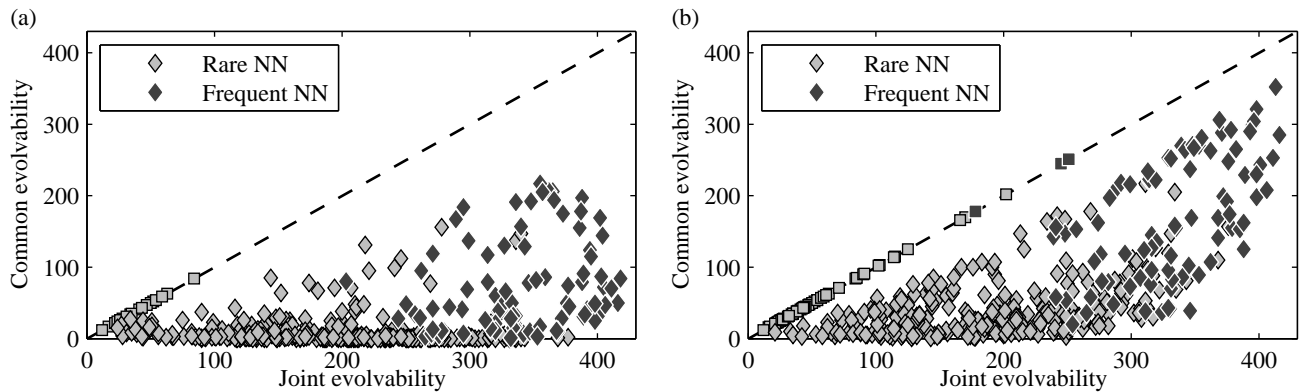 (a)
400
300
200
100
0
Common evolvability
Rare NN
Frequent NN
0 100 200 300 400
Joint evolvability
(b)
400
300
200
100
0
Common evolvability
Rare NN
Frequent NN
0 100 200 300 400
Joint evolvability